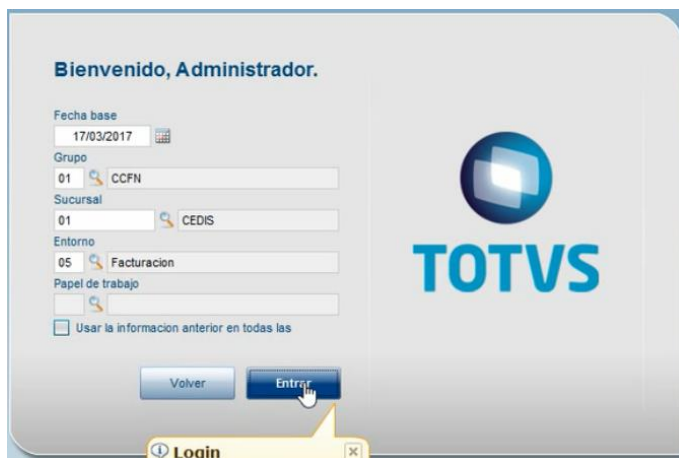 Bienvenido, Administrador.
Fecha base
17/03/2017
Grupo
01 CCFN
Sucursal
01 CEDIS
Entorno
05 Facturacion
Papel de trabajo
Usar la informacion anterior en todas las
Volver Entrar
Login
TOTVS